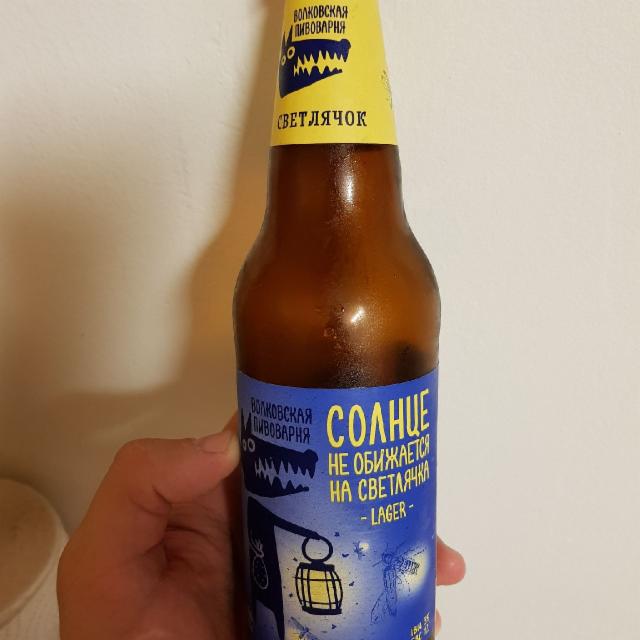 ВОЛКОВСКАЯ
ПИВОВАРНЯ
СВЕТЛЯЧОК
ВОЛКОВСКАЯ
ПИВОВАРНЯ
СОЛНЦЕ
НЕ ОБИЖАЕТСЯ
НА СВЕТЛЯЧКА
- LAGER -